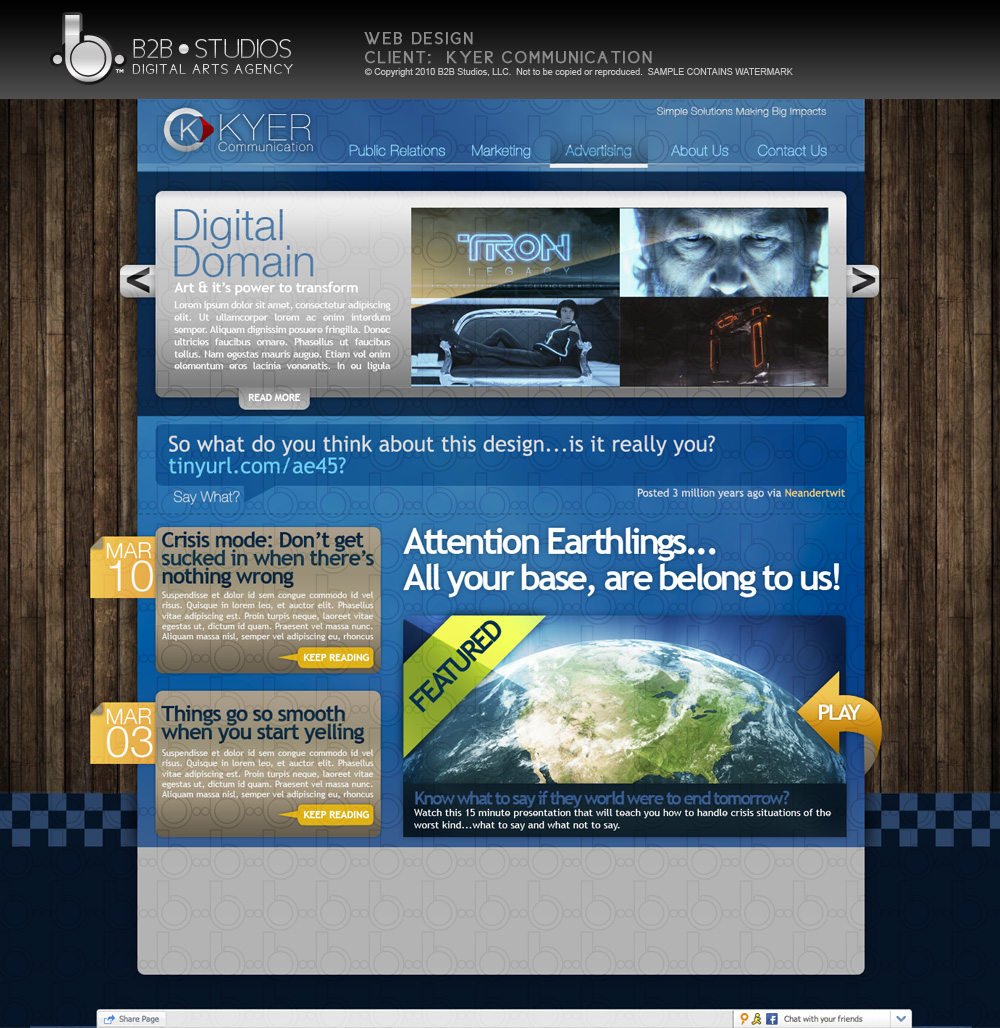 B2B STUDIOS
DIGITAL ARTS AGENCY
TM
WEB DESIGN
CLIENT: KYER COMMUNICATION
© Copyright 2010 B2B Studios, LLC. Not to be copied or reproduced. SAMPLE CONTAINS WATERMARK
K KYER
Communication
Simple Solutions Making Big Impacts
Public Relations Marketing Advertising About Us Contact Us
Digital
Domain
Art & it's power to transform
Lorem ipsum dolor sit amet, consectetur adipiscing
elit. Ut ullamcorper lorem ac enim interdum
semper. Aliquam dignissim posuere fringilla. Donec
ultricies faucibus ornare. Phasellus ut faucibus
tellus. Nam egestas mauris augue. Etiam vel enim
elementum eros lacinia venenatis. In eu ligula
READ MORE
<
>
TRON
LEGACY
So what do you think about this design...is it really you?
tinyurl.com/ae45?
Say What?
Posted 3 million years ago via Neandertwit
MAR
10
Crisis mode: Don't get
sucked in when there's
nothing wrong
Suspendisse et dolor id sem congue commodo id vel
risus. Quisque in lorem leo, et auctor elit. Phasellus
vitae adipiscing est. Proin turpis neque, laoreet vitae
egestas ut, dictum id quam. Praesent vel massa nunc.
Aliquam massa nisl, semper vel adipiscing eu, rhoncus
KEEP READING
MAR
03
Things go so smooth
when you start yelling
Suspendisse et dolor id sem congue commodo id vel
risus. Quisque in lorem leo, et auctor elit. Phasellus
vitae adipiscing est. Proin turpis neque, laoreet vitae
egestas ut, dictum id quam. Praesent vel massa nunc.
Aliquam massa nisl, semper vel adipiscing eu, rhoncus
KEEP READING
Attention Earthlings...
All your base, are belong to us!
FEATURED
PLAY
Know what to say if they world were to end tomorrow?
Watch this 15 minute presentation that will teach you how to handle crisis situations of the
worst kind...what to say and what not to say.
Share Page
Chat with your friends